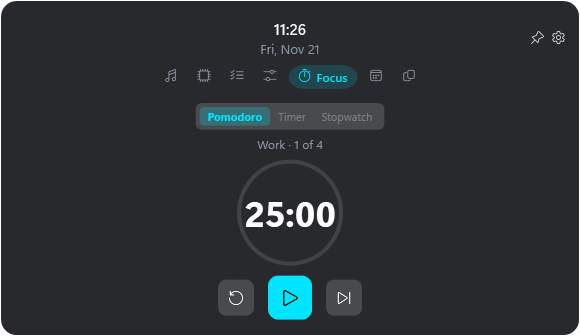 11:26
Fri, Nov 21
Focus
Pomodoro Timer Stopwatch
Work · 1 of 4
25:00